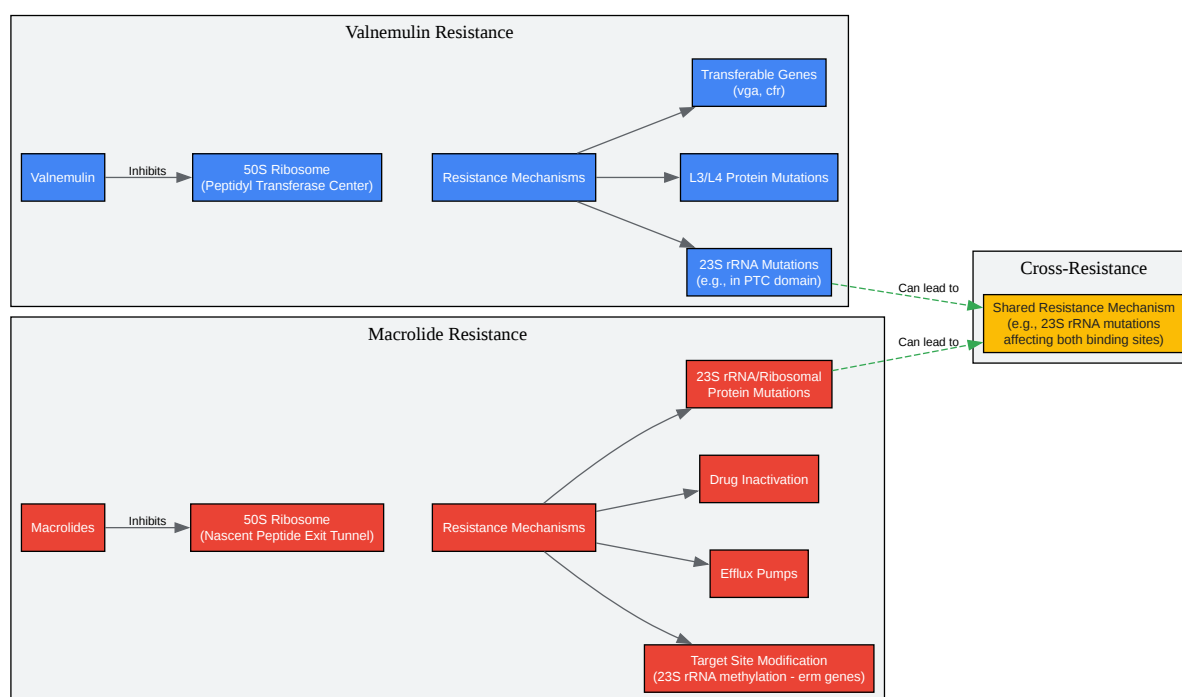 Valnemulin Resistance
Transferable Genes
(vga, cfr)
Valnemulin
Inhibits
50S Ribosome
(Peptidyl Transferase Center)
Resistance Mechanisms
L3/L4 Protein Mutations
23S rRNA Mutations
(e.g., in PTC domain)
Can lead to
Cross-Resistance
Shared Resistance Mechanism
(e.g., 23S rRNA mutations
affecting both binding sites)
Macrolide Resistance
Can lead to
23S rRNA/Ribosomal
Protein Mutations
Drug Inactivation
Macrolides
Inhibits
50S Ribosome
(Nascent Peptide Exit Tunnel)
Resistance Mechanisms
Efflux Pumps
Target Site Modification
(23S rRNA methylation - erm genes)